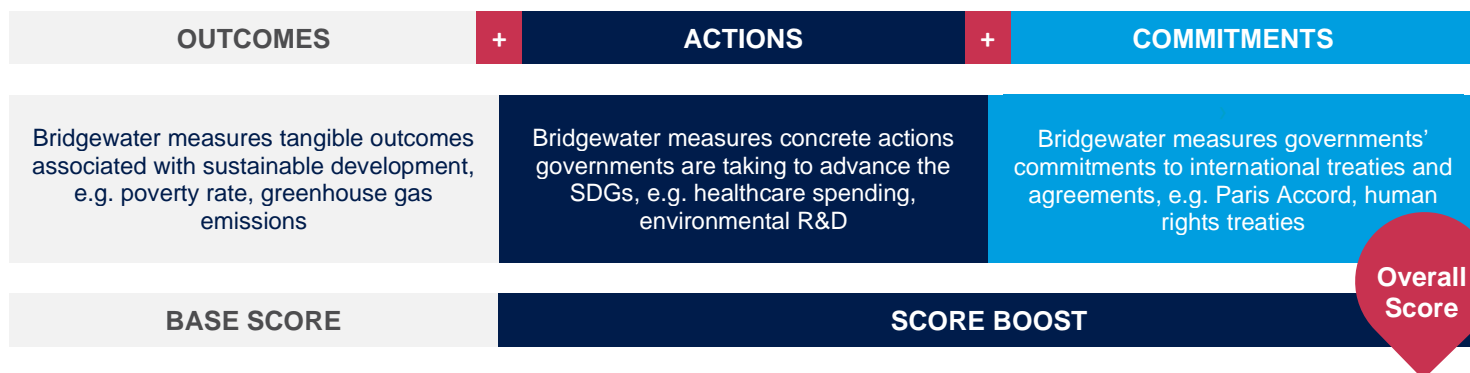 OUTCOMES + ACTIONS + COMMITMENTS
Bridgewater measures tangible outcomes
associated with sustainable development,
e.g. poverty rate, greenhouse gas
emissions
Bridgewater measures concrete actions
governments are taking to advance the
SDGs, e.g. healthcare spending,
environmental R&D
Bridgewater measures governments’
commitments to international treaties and
agreements, e.g. Paris Accord, human
rights treaties
BASE SCORE
SCORE BOOST
Overall
Score